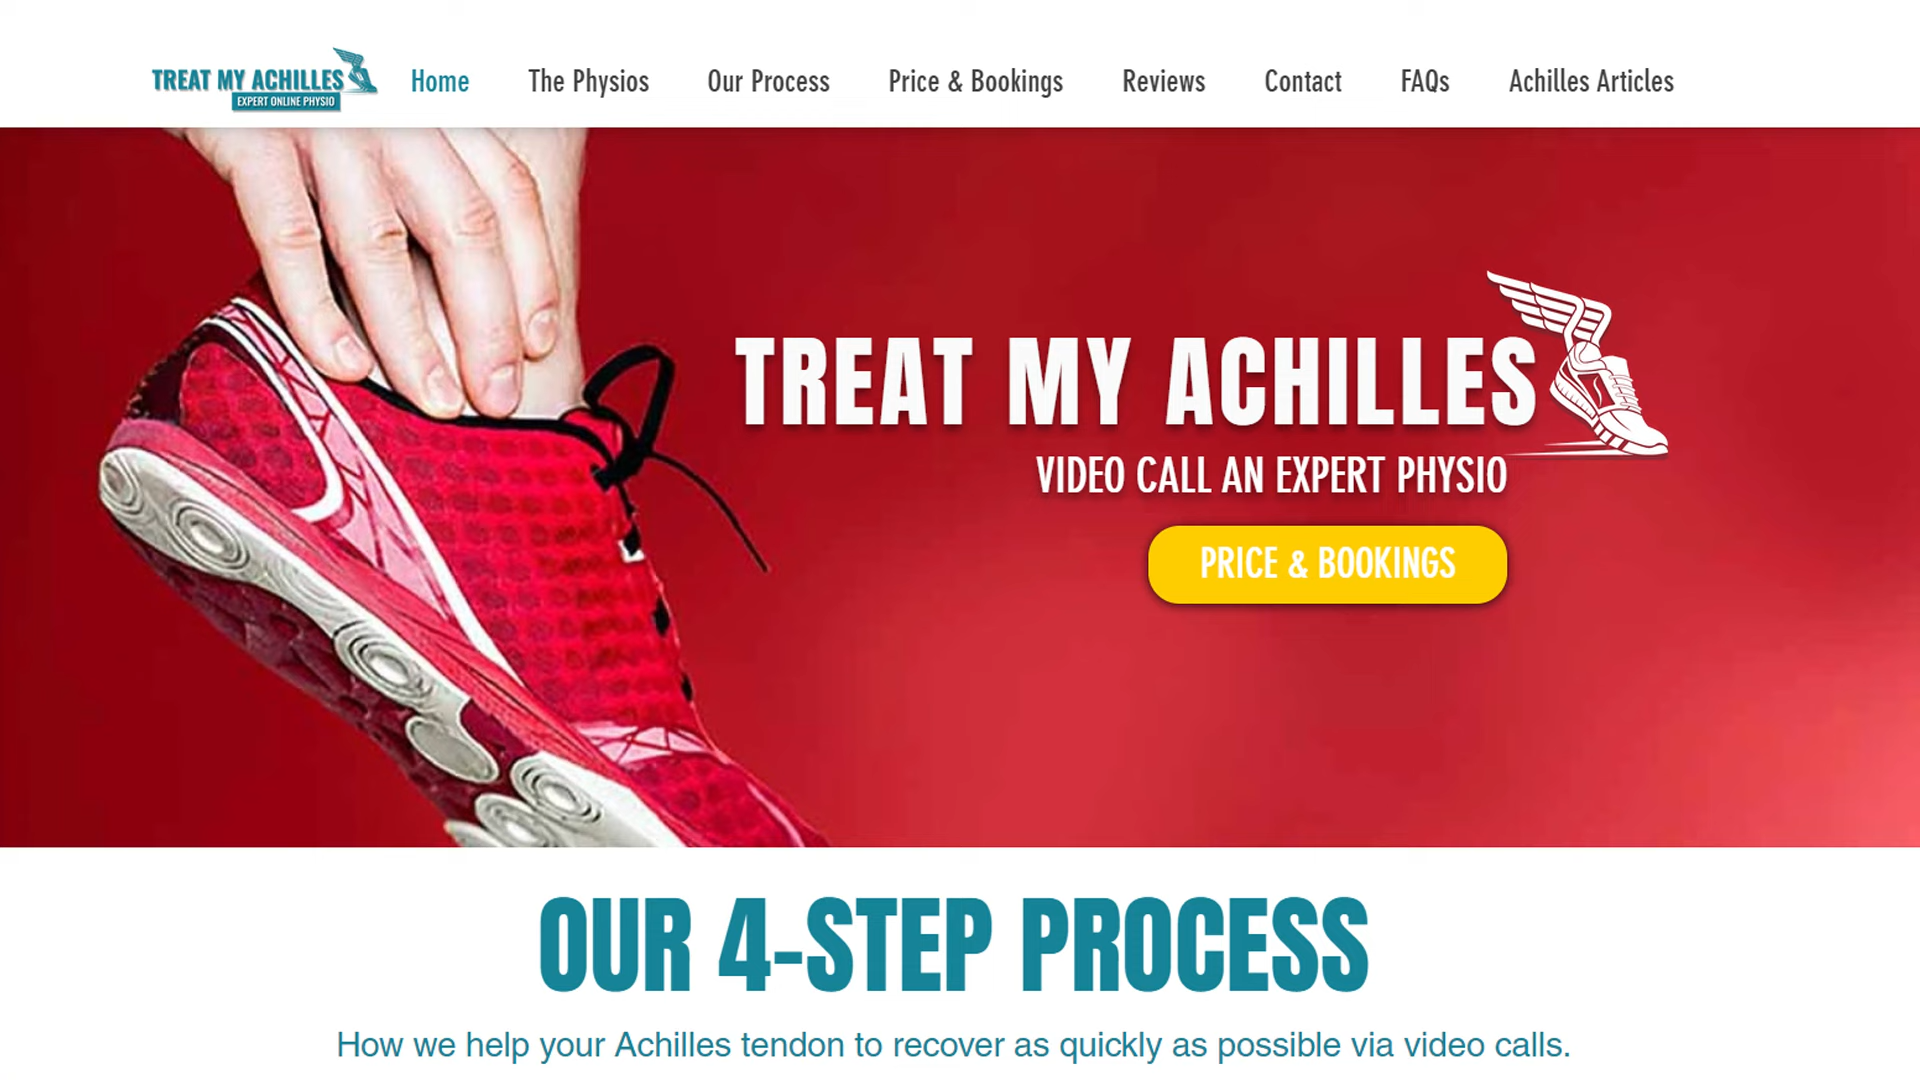 TREAT MY ACHILLES
EXPERT ONLINE PHYSIO
Home The Physios Our Process Price & Bookings Reviews Contact FAQs Achilles Articles
TREAT MY ACHILLES
VIDEO CALL AN EXPERT PHYSIO
PRICE & BOOKINGS
OUR 4-STEP PROCESS
How we help your Achilles tendon to recover as quickly as possible via video calls.